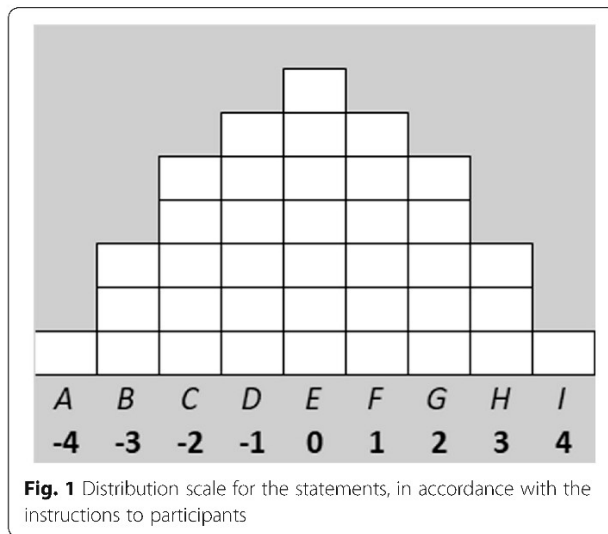 A B C D E F G H I
-4 -3 -2 -1 0 1 2 3 4
Fig. 1 Distribution scale for the statements, in accordance with the
instructions to participants